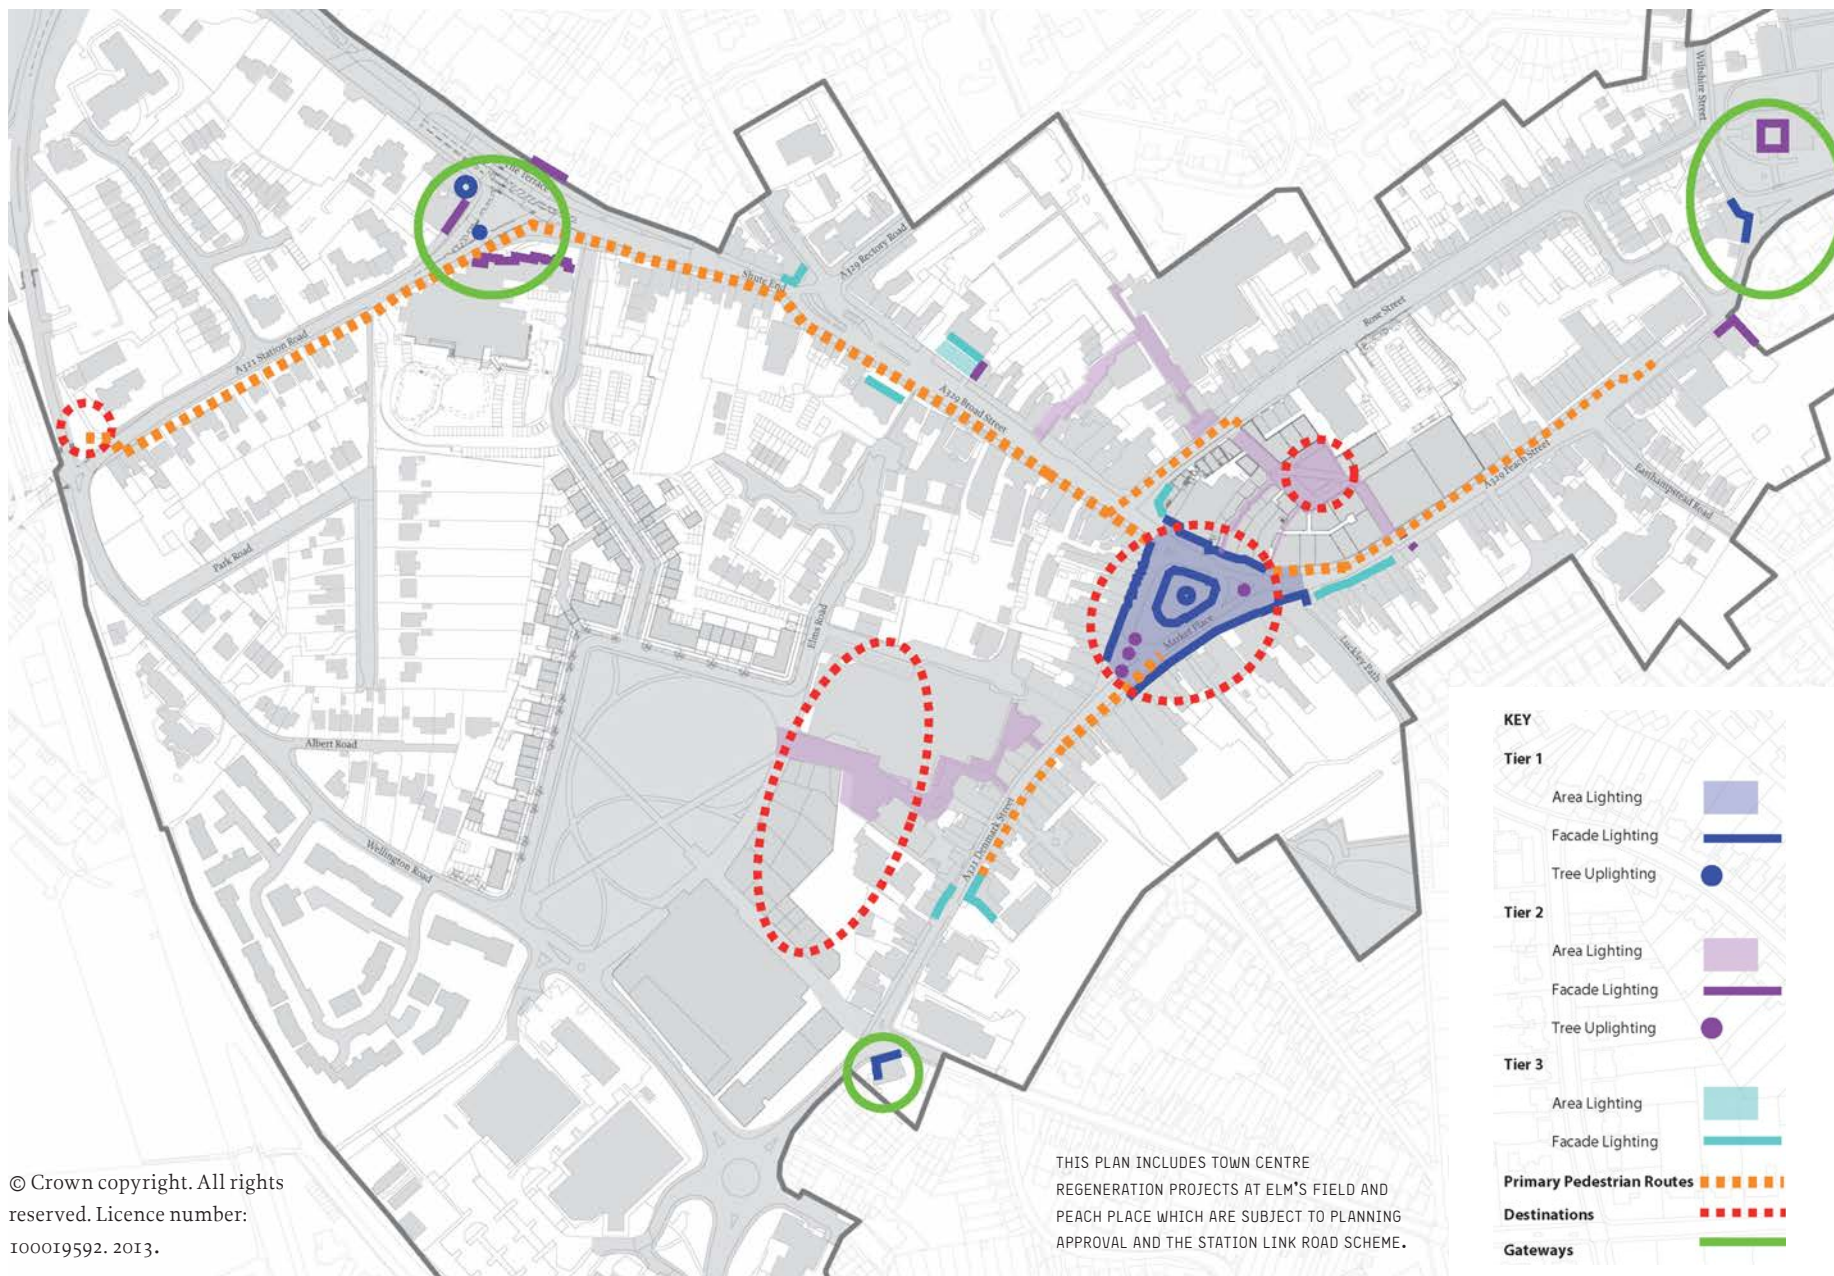 Wiltshire Street
Terrace
Shute End
A329 Rectory Road
A321 Station Road
Rose Street
A329 Broad Street
A329 Peach Street
Easthampstead Road
Park Road
Elms Road
Market Place
Luckley Path
Albert Road
A321 Denmark Street
Wellington Road
KEY
Tier 1
Area Lighting
Facade Lighting
Tree Uplighting
Tier 2
Area Lighting
Facade Lighting
Tree Uplighting
Tier 3
Area Lighting
Facade Lighting
Primary Pedestrian Routes
Destinations
Gateways
© Crown copyright. All rights
reserved. Licence number:
100019592. 2013.
THIS PLAN INCLUDES TOWN CENTRE
REGENERATION PROJECTS AT ELM'S FIELD AND
PEACH PLACE WHICH ARE SUBJECT TO PLANNING
APPROVAL AND THE STATION LINK ROAD SCHEME.